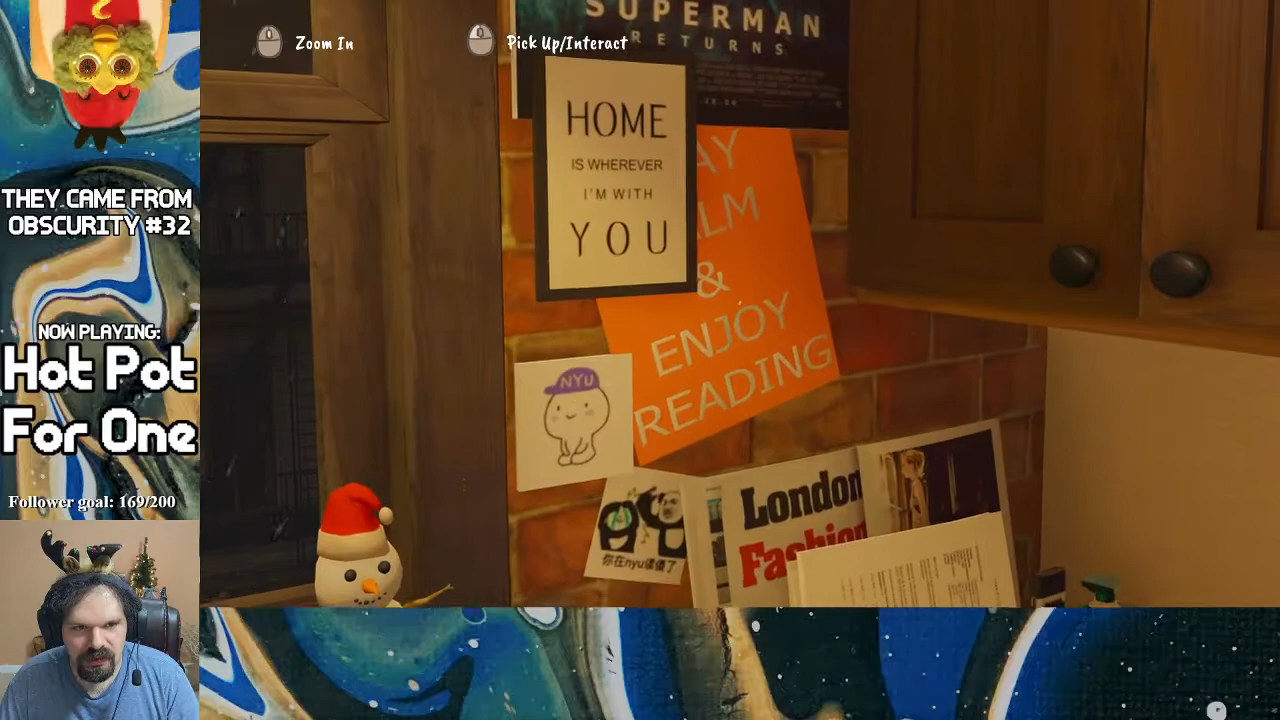 Zoom In
Pick Up/Interact
SUPERMAN
RETURNS
HOME
IS WHEREVER
I'M WITH
YOU
AY
ALM
&
ENJOY
READING
NYU
London
Fashion
你在nyu读傻了
THEY CAME FROM
OBSCURITY #32
NOW PLAYING:
Hot Pot
For One
Follower goal: 169/200